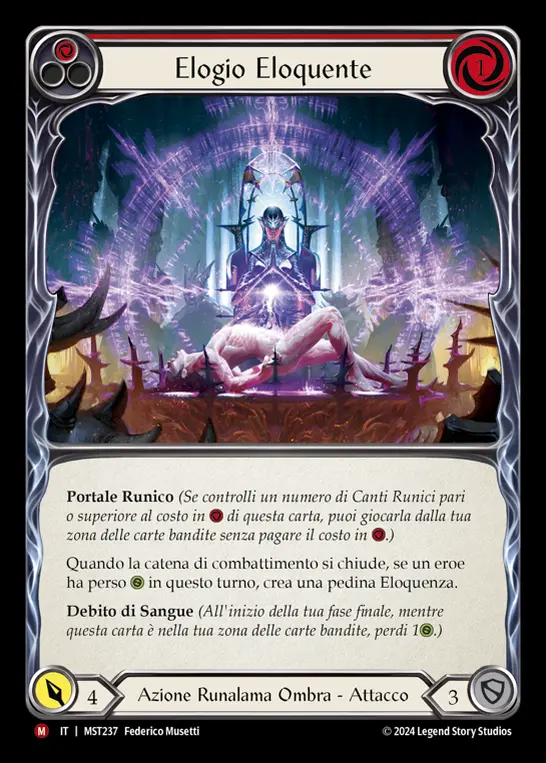 Elogio Eloquente
1
Portale Runico (Se controlli un numero di Canti Runici pari
o superiore al costo in di questa carta, puoi giocarla dalla tua
zona delle carte bandite senza pagare il costo in .)
Quando la catena di combattimento si chiude, se un eroe
ha perso in questo turno, crea una pedina Eloquenza.
Debito di Sangue (All'inizio della tua fase finale, mentre
questa carta è nella tua zona delle carte bandite, perdi 1 .)
4 Azione Runalama Ombra - Attacco 3
M IT | MST237 Federico Musetti © 2024 Legend Story Studios